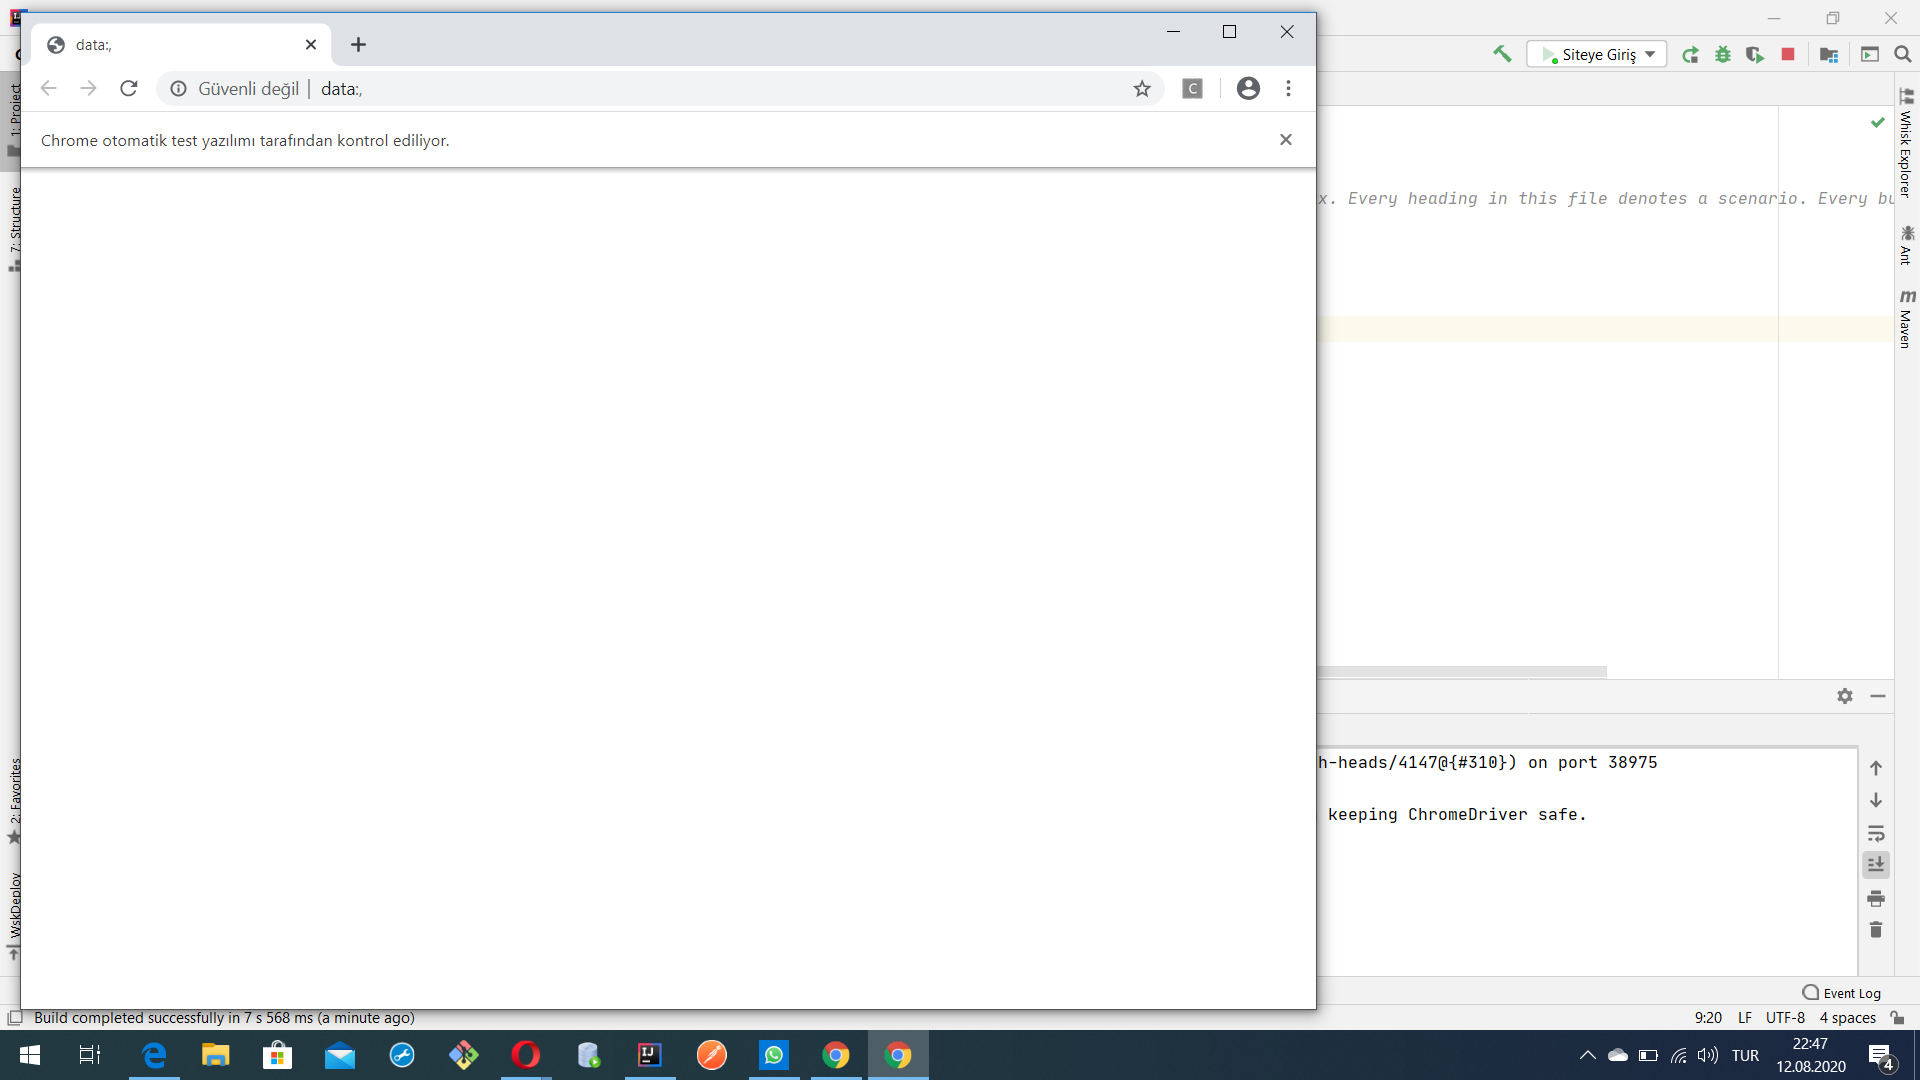 data:,
Güvenli değil | data:,
Chrome otomatik test yazılımı tarafından kontrol ediliyor.
Siteye Giriş
1: Project
7: Structure
2: Favorites
WskDeploy
x. Every heading in this file denotes a scenario. Every bu
Whisk Explorer
Ant
Maven
h-heads/4147@{#310}) on port 38975
keeping ChromeDriver safe.
Event Log
Build completed successfully in 7 s 568 ms (a minute ago)
9:20 LF UTF-8 4 spaces
TUR
22:47
12.08.2020
4